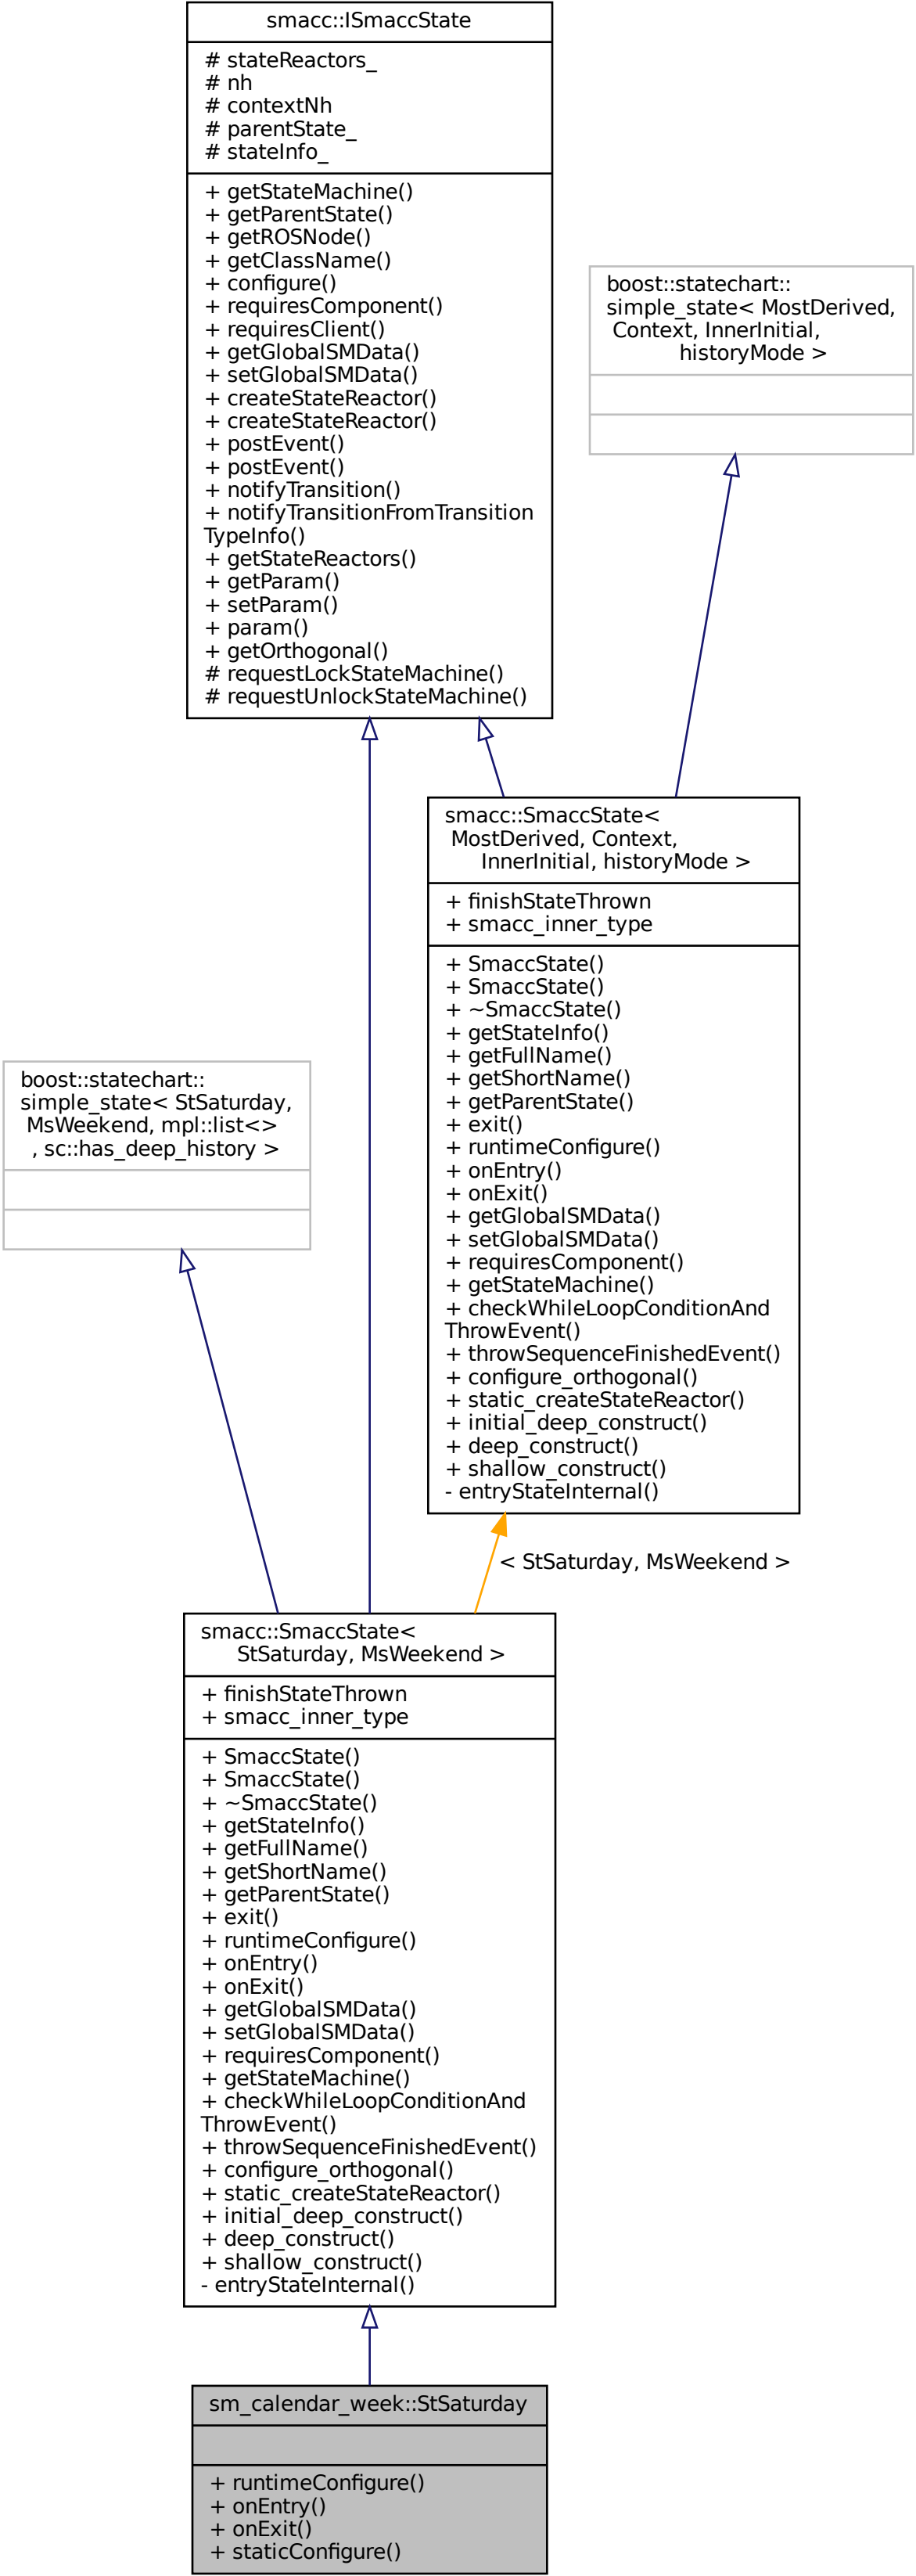 smacc::ISmaccState
# stateReactors_
# nh
# contextNh
# parentState_
# stateInfo_
+ getStateMachine()
+ getParentState()
+ getROSNode()
+ getClassName()
+ configure()
+ requiresComponent()
+ requiresClient()
+ getGlobalSMData()
+ setGlobalSMData()
+ createStateReactor()
+ createStateReactor()
+ postEvent()
+ postEvent()
+ notifyTransition()
+ notifyTransitionFromTransition
TypeInfo()
+ getStateReactors()
+ getParam()
+ setParam()
+ param()
+ getOrthogonal()
# requestLockStateMachine()
# requestUnlockStateMachine()
boost::statechart::
simple_state< MostDerived,
Context, InnerInitial,
historyMode >
smacc::SmaccState<
MostDerived, Context,
InnerInitial, historyMode >
+ finishStateThrown
+ smacc_inner_type
+ SmaccState()
+ SmaccState()
+ ~SmaccState()
+ getStateInfo()
+ getFullName()
+ getShortName()
+ getParentState()
+ exit()
+ runtimeConfigure()
+ onEntry()
+ onExit()
+ getGlobalSMData()
+ setGlobalSMData()
+ requiresComponent()
+ getStateMachine()
+ checkWhileLoopConditionAnd
ThrowEvent()
+ throwSequenceFinishedEvent()
+ configure_orthogonal()
+ static_createStateReactor()
+ initial_deep_construct()
+ deep_construct()
+ shallow_construct()
- entryStateInternal()
boost::statechart::
simple_state< StSaturday,
MsWeekend, mpl::list<>
, sc::has_deep_history >
< StSaturday, MsWeekend >
smacc::SmaccState<
StSaturday, MsWeekend >
+ finishStateThrown
+ smacc_inner_type
+ SmaccState()
+ SmaccState()
+ ~SmaccState()
+ getStateInfo()
+ getFullName()
+ getShortName()
+ getParentState()
+ exit()
+ runtimeConfigure()
+ onEntry()
+ onExit()
+ getGlobalSMData()
+ setGlobalSMData()
+ requiresComponent()
+ getStateMachine()
+ checkWhileLoopConditionAnd
ThrowEvent()
+ throwSequenceFinishedEvent()
+ configure_orthogonal()
+ static_createStateReactor()
+ initial_deep_construct()
+ deep_construct()
+ shallow_construct()
- entryStateInternal()
sm_calendar_week::StSaturday
+ runtimeConfigure()
+ onEntry()
+ onExit()
+ staticConfigure()